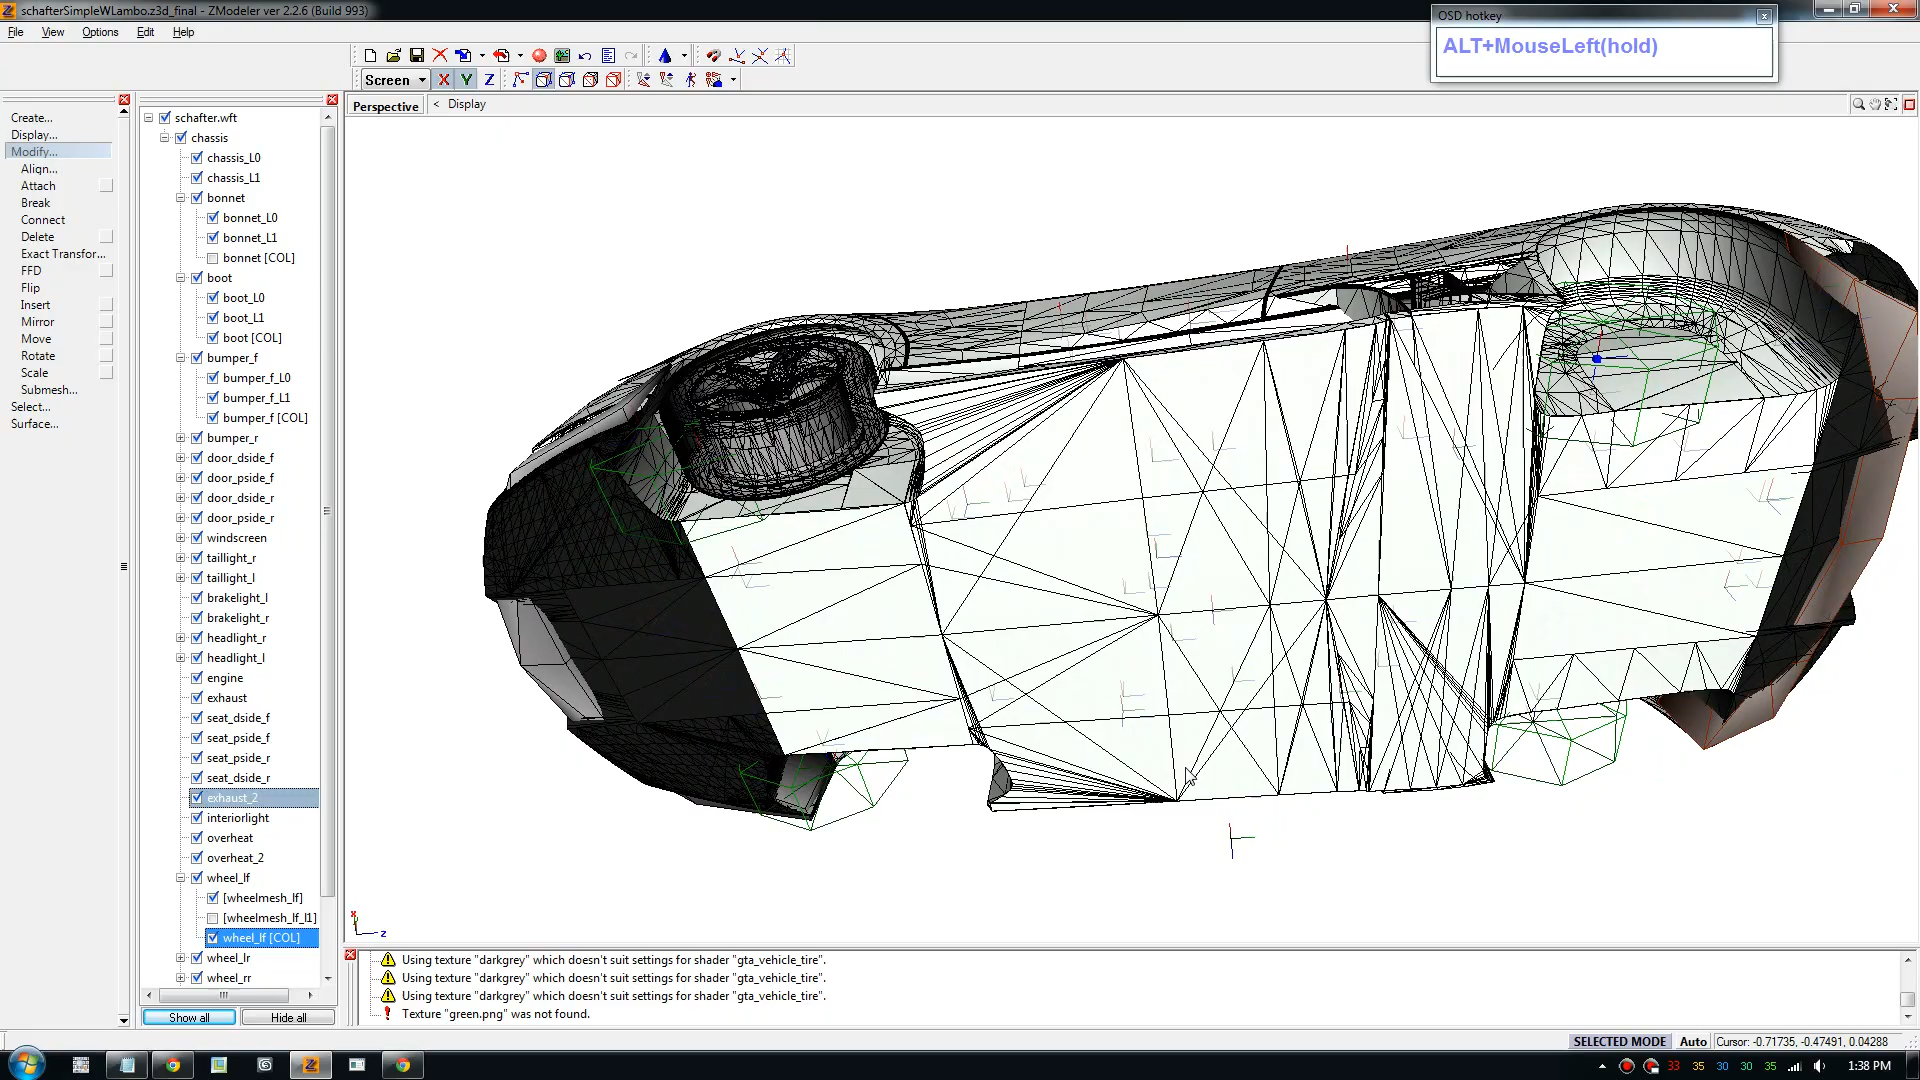 schafterSimpleWLambo.z3d_final - ZModeler ver 2.2.6 (Build 993)
OSD hotkey
ALT+MouseLeft(hold)
File View Options Edit Help
Screen X Y Z
Perspective < Display
Create...
Display...
Modify...
Align...
Attach
Break
Connect
Delete
Exact Transfor...
FFD
Flip
Insert
Mirror
Move
Rotate
Scale
Submesh...
Select...
Surface...
schafter.wft
chassis
chassis_L0
chassis_L1
bonnet
bonnet_L0
bonnet_L1
bonnet [COL]
boot
boot_L0
boot_L1
boot [COL]
bumper_f
bumper_f_L0
bumper_f_L1
bumper_f [COL]
bumper_r
door_dside_f
door_pside_f
door_dside_r
door_pside_r
windscreen
taillight_r
taillight_l
brakelight_l
brakelight_r
headlight_r
headlight_l
engine
exhaust
seat_dside_f
seat_pside_f
seat_pside_r
seat_dside_r
exhaust_2
interiorlight
overheat
overheat_2
wheel_lf
[wheelmesh_lf]
[wheelmesh_lf_l1]
wheel_lf [COL]
wheel_lr
wheel_rr
Show all Hide all
x
z
Using texture "darkgrey" which doesn't suit settings for shader "gta_vehicle_tire".
Using texture "darkgrey" which doesn't suit settings for shader "gta_vehicle_tire".
Using texture "darkgrey" which doesn't suit settings for shader "gta_vehicle_tire".
Texture "green.png" was not found.
SELECTED MODE Auto Cursor: -0.71735, -0.47491, 0.04288
33 35 30 30 35 1:38 PM